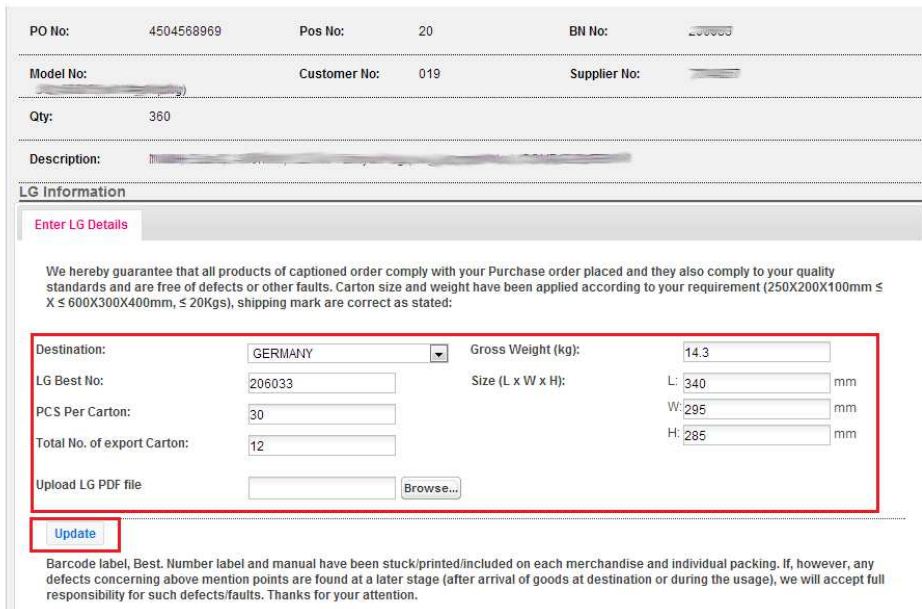 PO No: 4504568969 Pos No: 20 BN No:
Model No: Customer No: 019 Supplier No:
Qty: 360
Description:
LG Information
Enter LG Details
We hereby guarantee that all products of captioned order comply with your Purchase order placed and they also comply to your quality
standards and are free of defects or other faults. Carton size and weight have been applied according to your requirement (250X200X100mm ≤
X ≤ 600X300X400mm, ≤ 20Kgs), shipping mark are correct as stated:
Destination: GERMANY Gross Weight (kg): 14.3
LG Best No: 206033 Size (L x W x H): L: 340 mm
PCS Per Carton: 30 W: 295 mm
Total No. of export Carton: 12 H: 285 mm
Upload LG PDF file Browse...
Update
Barcode label, Best. Number label and manual have been stuck/printed/included on each merchandise and individual packing. If, however, any
defects concerning above mention points are found at a later stage (after arrival of goods at destination or during the usage), we will accept full
responsibility for such defects/faults. Thanks for your attention.